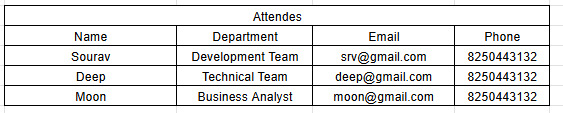 Attendes
Name Department Email Phone
Sourav Development Team srv@gmail.com 8250443132
Deep Technical Team deep@gmail.com 8250443132
Moon Business Analyst moon@gmail.com 8250443132